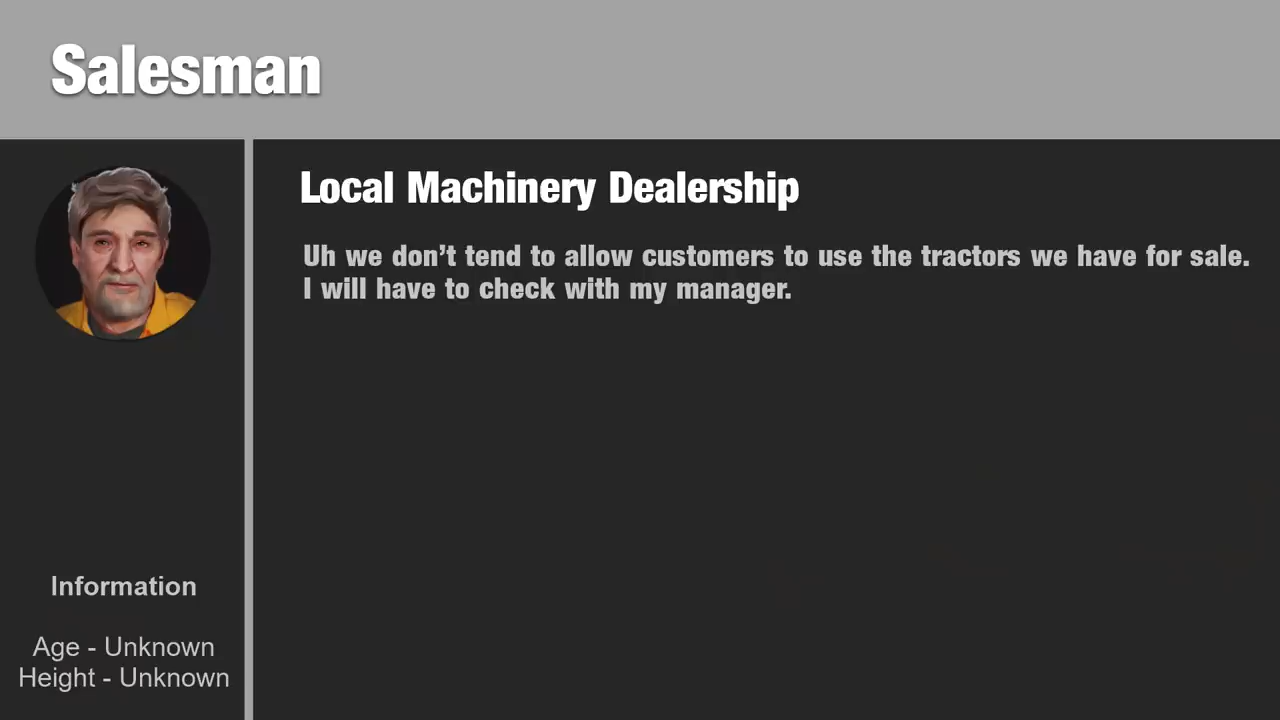 Salesman
Local Machinery Dealership
Uh we don’t tend to allow customers to use the tractors we have for sale.
I will have to check with my manager.
Information
Age - Unknown
Height - Unknown